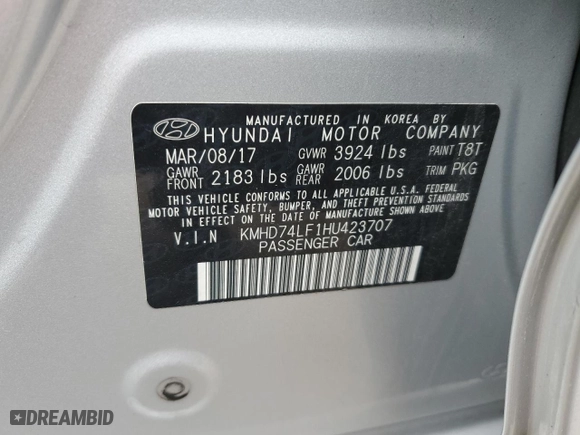 MANUFACTURED IN KOREA BY
HYUNDAI MOTOR COMPANY
MAR/08/17 GVWR 3924 lbs PAINT T8T
GAWR FRONT 2183 lbs GAWR REAR 2006 lbs TRIM PKG
THIS VEHICLE CONFORMS TO ALL APPLICABLE U.S.A. FEDERAL
MOTOR VEHICLE SAFETY, BUMPER, AND THEFT PREVENTION STANDARDS
IN EFFECT ON THE DATE OF MANUFACTURE SHOWN ABOVE.
V.I.N KMHD74LF1HU423707
PASSENGER CAR
DREAMBID